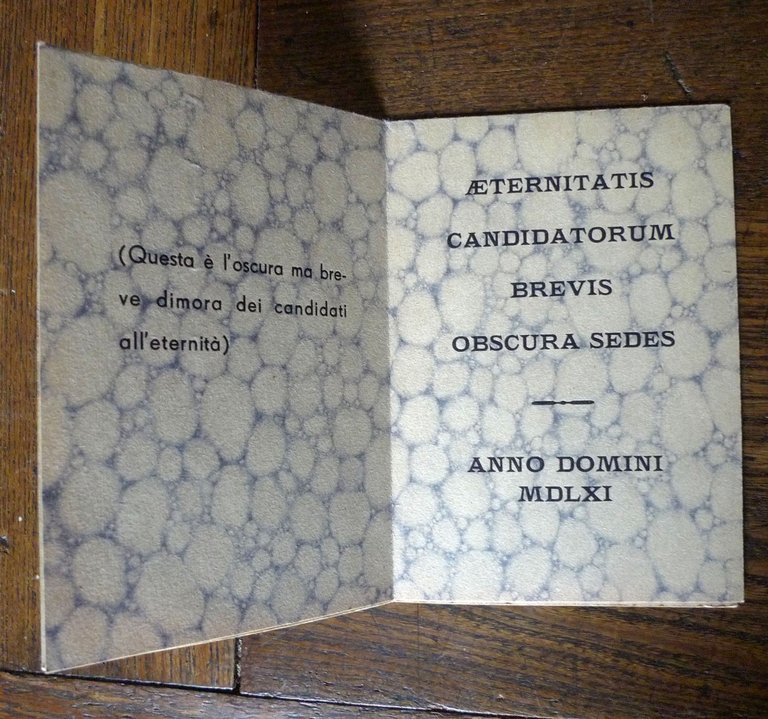 (Questa è l'oscura ma bre-
ve dimora dei candidati
all'eternità)
ÆTERNITATIS
CANDIDATORUM
BREVIS
OBSCURA SEDES
ANNO DOMINI
MDLXI